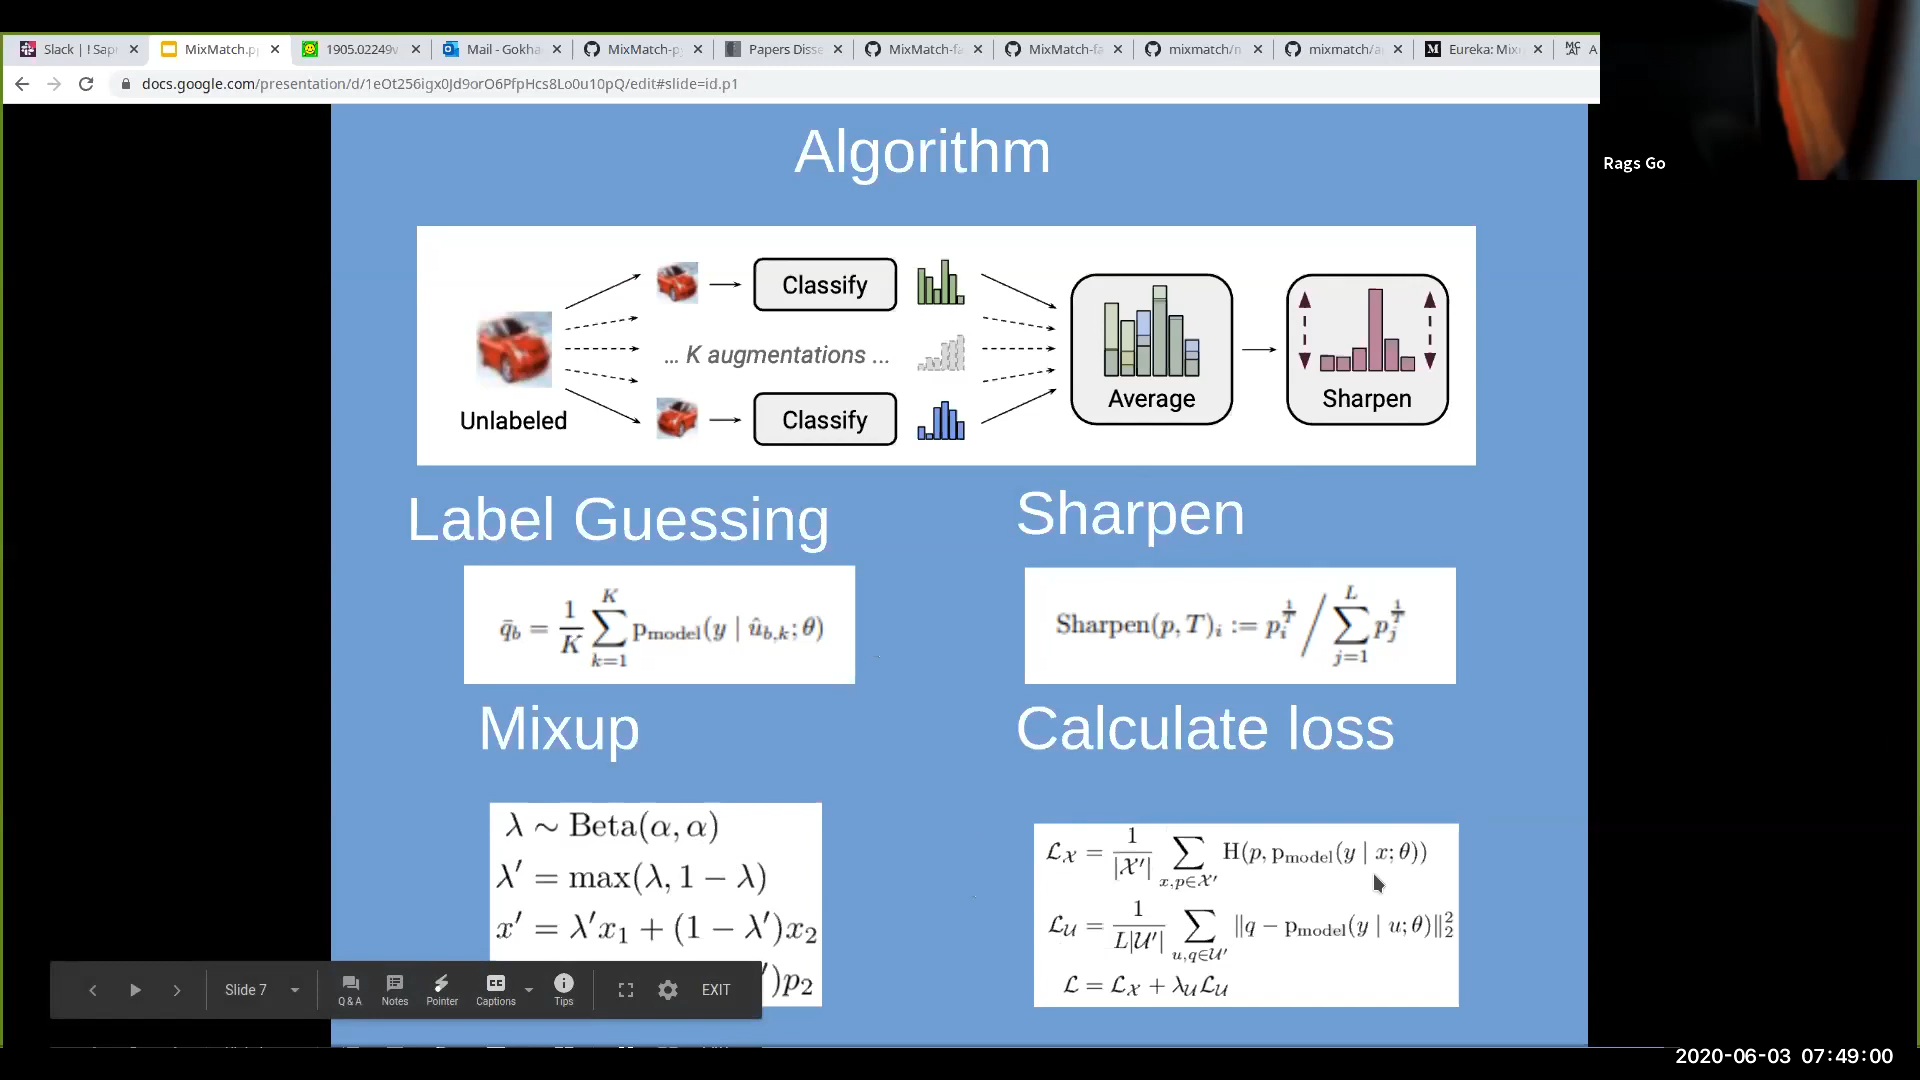 Slack | ! Sap
MixMatch.p
1905.02249v
Mail - Gokha
MixMatch-p
Papers Disse
MixMatch-fa
MixMatch-fa
mixmatch/
mixmatch/a
Eureka: Mix
docs.google.com/presentation/d/1eOt256igx0Jd9orO6PfpHcs8Lo0u10pQ/edit#slide=id.p1
Rags Go
Algorithm
Classify
... K augmentations ...
Unlabeled
Classify
Average
Sharpen
Label Guessing
Sharpen
q̄_b = 1/K ∑_{k=1}^{K} p_model(y | û_{b,k}; θ)
Sharpen(p, T)_i := p_i^{1/T} / ∑_{j=1}^{L} p_j^{1/T}
Mixup
Calculate loss
λ ∼ Beta(α, α)
λ′ = max(λ, 1 − λ)
x′ = λ′x_1 + (1 − λ′)x_2
′)p_2
ℒ_𝒳 = 1/|𝒳′| ∑_{x,p∈𝒳′} H(p, p_model(y | x; θ))
ℒ_𝒰 = 1/(L|𝒰′|) ∑_{u,q∈𝒰′} ‖q − p_model(y | u; θ)‖_2^2
ℒ = ℒ_𝒳 + λ_𝒰ℒ_𝒰
Slide 7
Q & A
Notes
Pointer
Captions
Tips
EXIT
2020-06-03 07:49:00